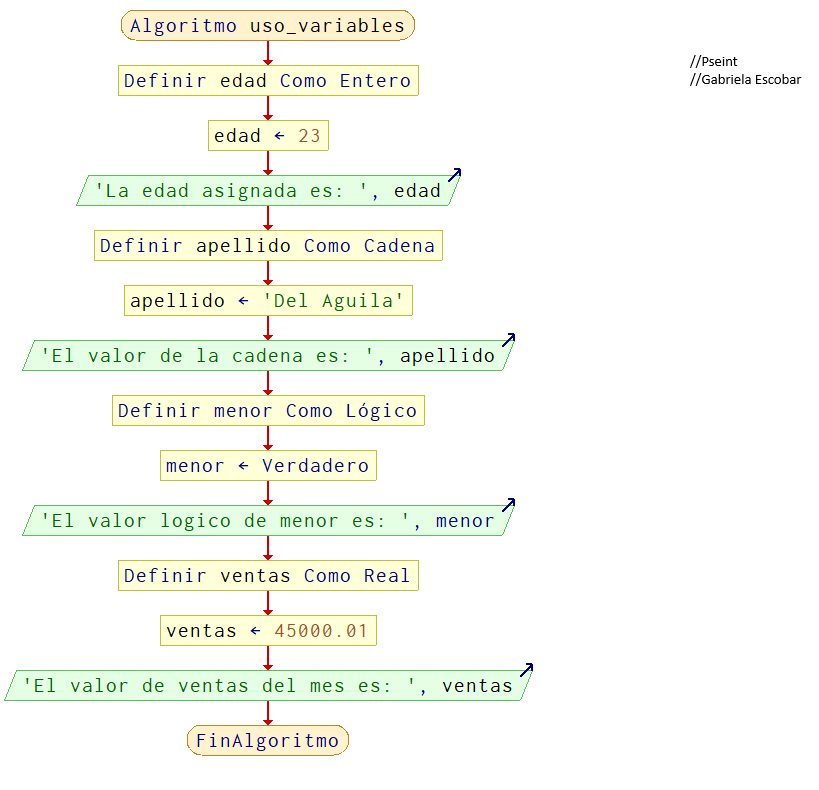 Algoritmo uso_variables
//Pseint
//Gabriela Escobar
Definir edad Como Entero
edad ← 23
'La edad asignada es: ', edad
Definir apellido Como Cadena
apellido ← 'Del Aguila'
'El valor de la cadena es: ', apellido
Definir menor Como Lógico
menor ← Verdadero
'El valor logico de menor es: ', menor
Definir ventas Como Real
ventas ← 45000.01
'El valor de ventas del mes es: ', ventas
FinAlgoritmo